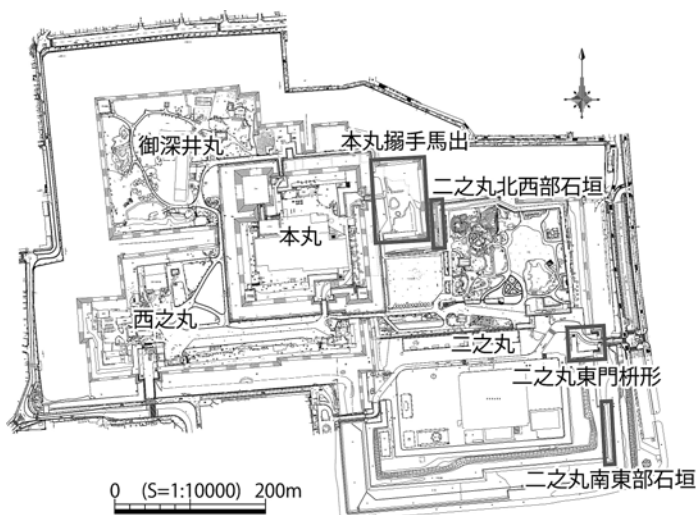 本丸搦手馬出
御深井丸
二之丸北西部石垣
本丸
西之丸
二之丸
二之丸東門枡形
二之丸南東部石垣
0 (S=1:10000) 200m